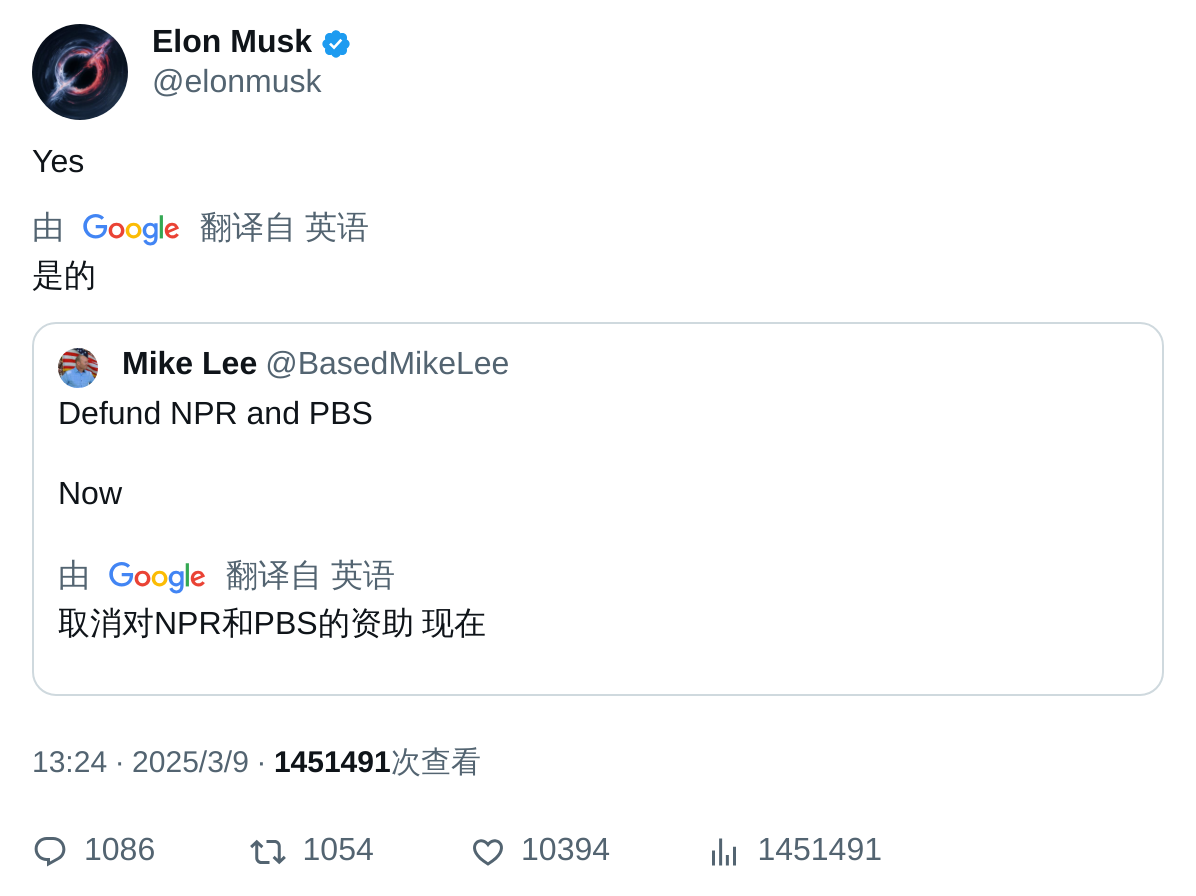 Elon Musk
@elonmusk
Yes
由 Google 翻译自 英语
是的
Mike Lee @BasedMikeLee
Defund NPR and PBS
Now
由 Google 翻译自 英语
取消对NPR和PBS的资助 现在
13:24 · 2025/3/9 · 1451491次查看
1086 1054 10394 1451491